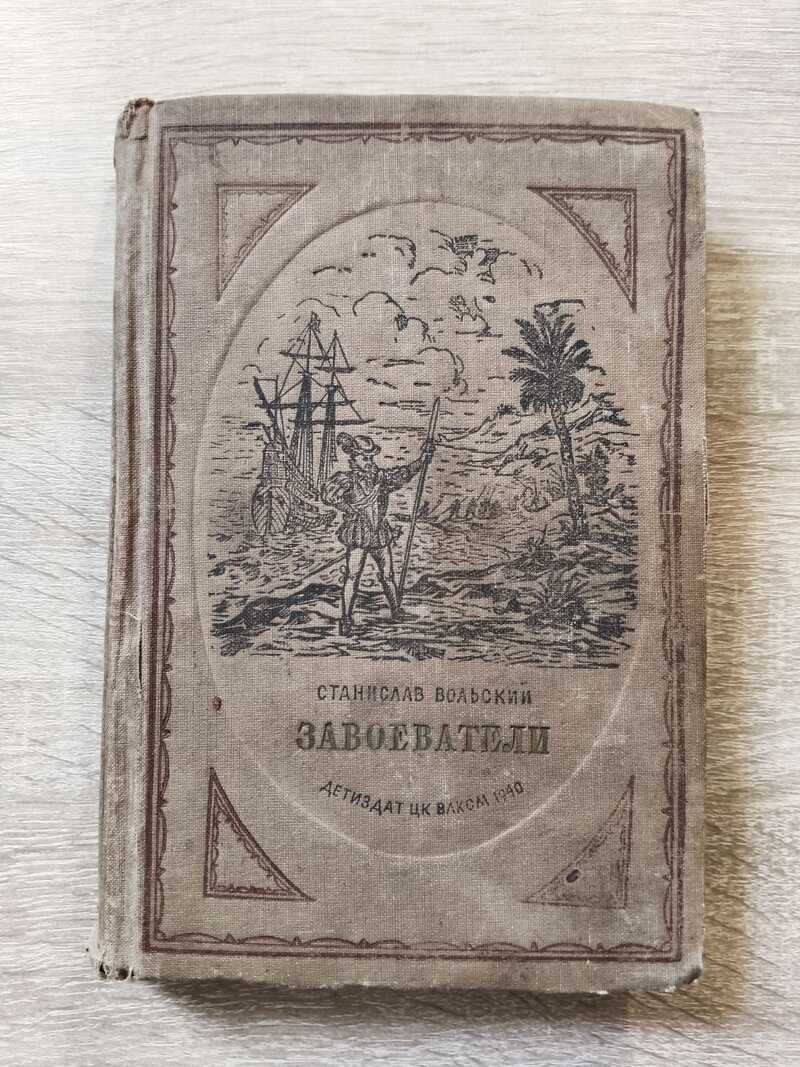 СТАНИСЛАВ ВОЛЬСКИЙ
ЗАВОЕВАТЕЛИ
ДЕТИЗДАТ ЦК ВЛКСМ 1940